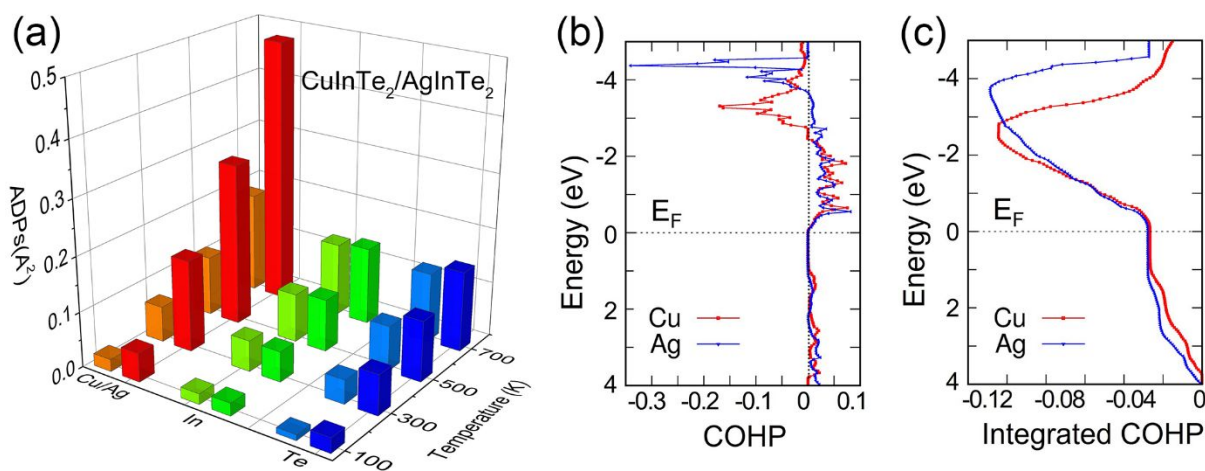 (a)
CuInTe₂/AgInTe₂
ADPs(A²)
0.5
0.4
0.3
0.2
0.1
0.0
Cu/Ag
In
Te
100
300
500
700
Temperature (K)
(b)
Energy (eV)
-4
-2
0
2
4
E_F
Cu
Ag
-0.3 -0.2 -0.1 0 0.1
COHP
(c)
Energy (eV)
-4
-2
0
2
4
E_F
Cu
Ag
-0.12 -0.08 -0.04 0
Integrated COHP